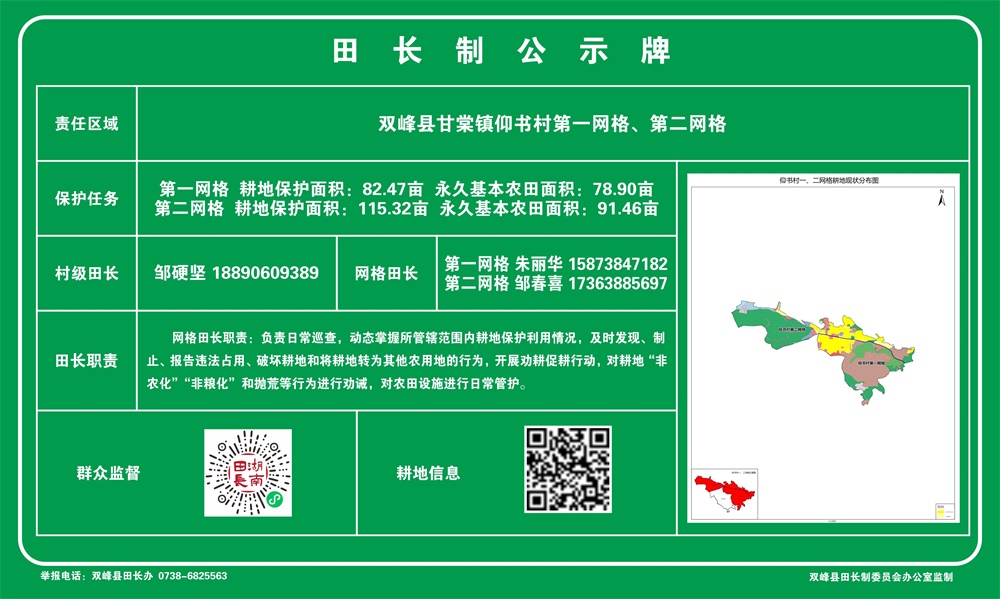 田长制公示牌
责任区域
双峰县甘棠镇仰书村第一网格、第二网格
保护任务
第一网格 耕地保护面积：82.47亩 永久基本农田面积：78.90亩
第二网格 耕地保护面积：115.32亩 永久基本农田面积：91.46亩
村级田长
邹硬坚 18890609389
网格田长
第一网格 朱丽华 15873847182
第二网格 邹春喜 17363885697
田长职责
网格田长职责：负责日常巡查，动态掌握所管辖范围内耕地保护利用情况，及时发现、制
止、报告违法占用、破坏耕地和将耕地转为其他农用地的行为，开展劝耕促耕行动，对耕地“非
农化”“非粮化”和抛荒等行为进行劝诫，对农田设施进行日常管护。
群众监督
湖南
田長
耕地信息
仰书村一、二网格耕地现状分布图
N
仰书村第二网格
仰书村第一网格
举报电话：双峰县田长办 0738-6825563
双峰县田长制委员会办公室监制